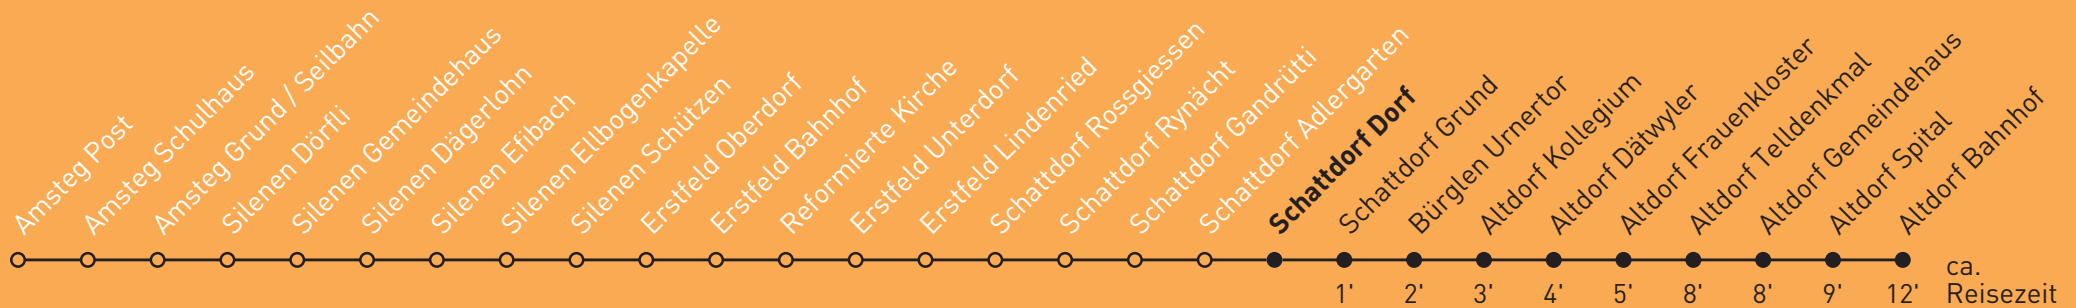 Amsteg Post
Amsteg Schulhaus
Amsteg Grund / Seilbahn
Silenen Dörfli
Silenen Gemeindehaus
Silenen Dägerlohn
Silenen Efibach
Silenen Ellbogenkapelle
Silenen Schützen
Erstfeld Oberdorf
Erstfeld Bahnhof
Reformierte Kirche
Erstfeld Unterdorf
Erstfeld Lindenried
Schattdorf Rossgiessen
Schattdorf Rynächt
Schattdorf Gandrütti
Schattdorf Adlergarten
Schattdorf Dorf
Schattdorf Grund
Bürglen Urnertor
Altdorf Kollegium
Altdorf Dätwyler
Altdorf Frauenkloster
Altdorf Telldenkmal
Altdorf Gemeindehaus
Altdorf Spital
Altdorf Bahnhof
1' 2' 3' 4' 5' 8' 8' 9' 12'
ca.
Reisezeit